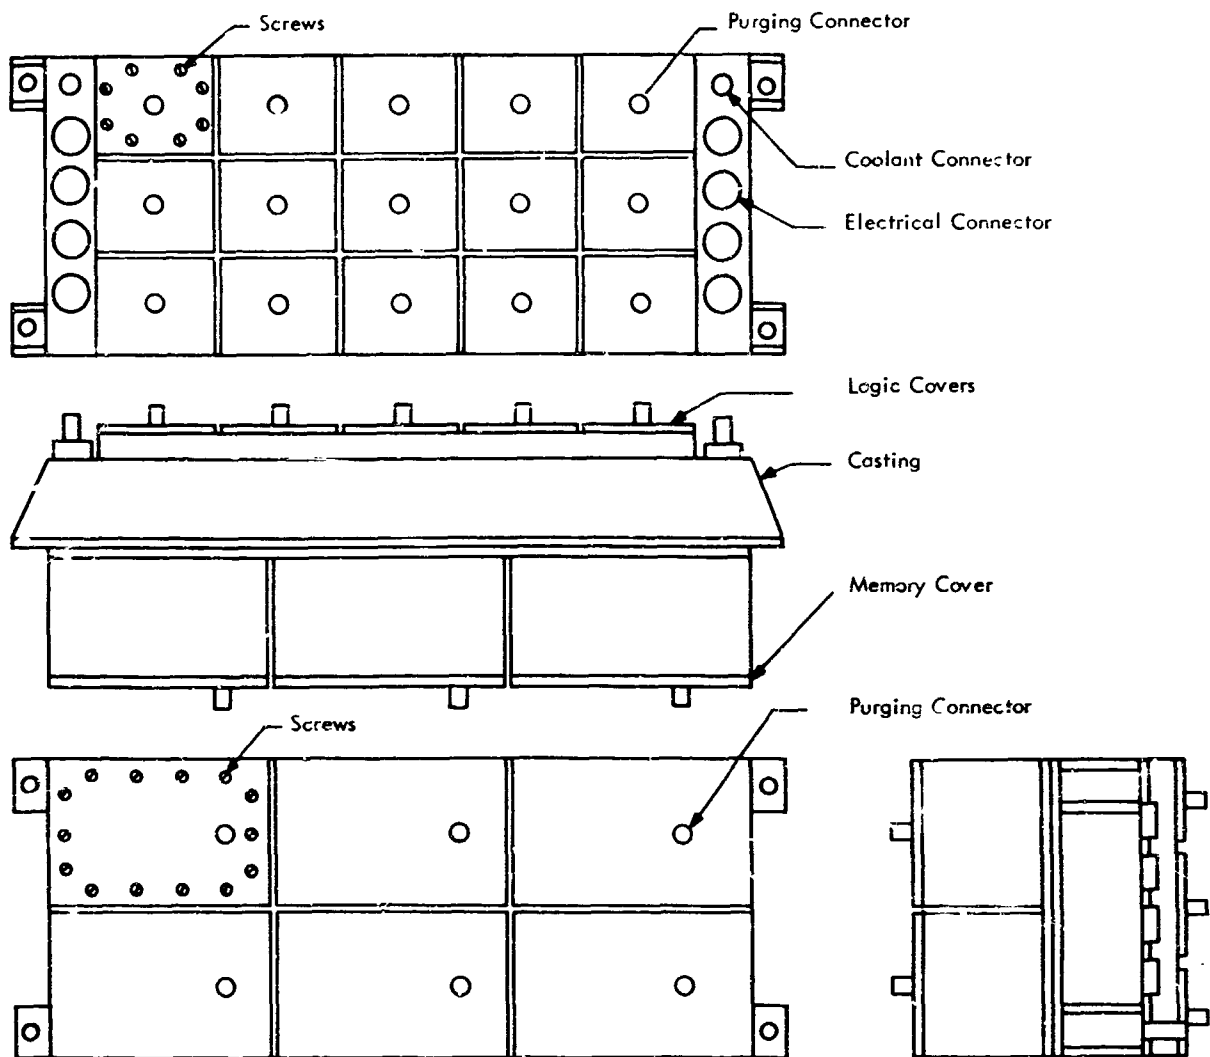 Screws
Purging Connector
Coolant Connector
Electrical Connector
Logic Covers
Casting
Memory Cover
Purging Connector
Screws